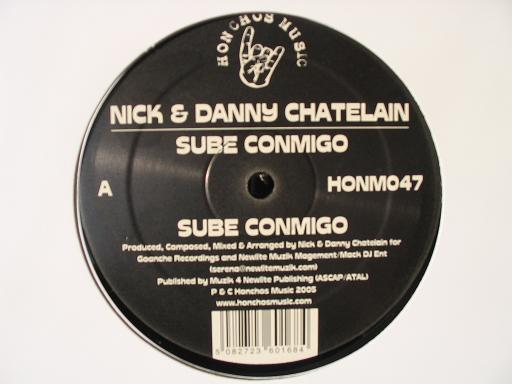 HONCHOS MUSIC
NICK & DANNY CHATELAIN
SUBE CONMIGO
A
HONM047
SUBE CONMIGO
Produced, Composed, Mixed & Arranged by Nick & Danny Chatelain for
Goanche Recordings and Newlite Muzik Magement/Mack DJ Ent
(serena@newlitemuzik.com)
Published by Muzik 4 Newlite Publishing (ASCAP/ATAL)
P & C Honchos Music 2005
www.honchosmusic.com
5 082723 601684